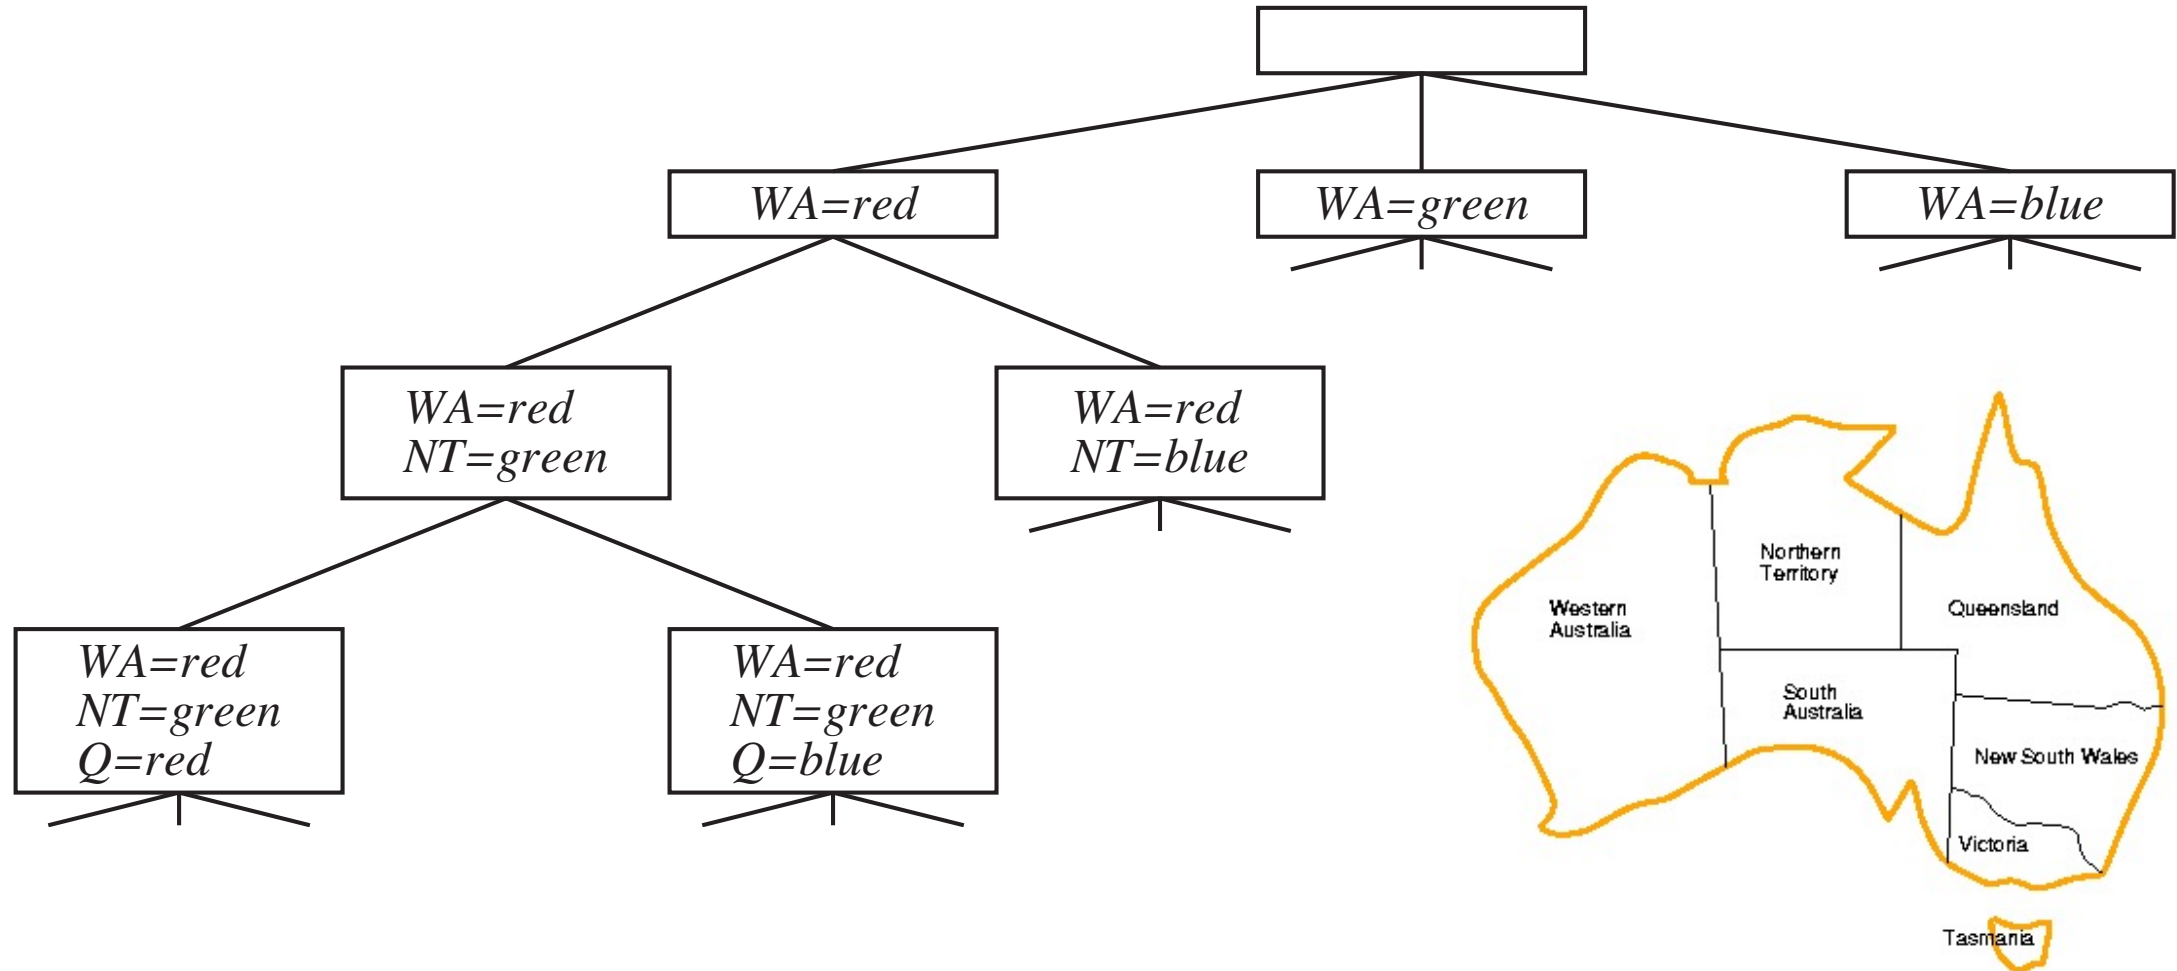 WA=red
WA=green
WA=blue
WA=red
NT=green
WA=red
NT=blue
WA=red
NT=green
Q=red
WA=red
NT=green
Q=blue
Northern
Territory
Western
Australia
Queensland
South
Australia
New South Wales
Victoria
Tasmania